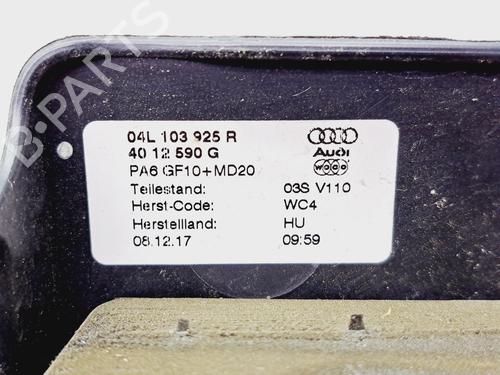 B-PARTS
04L 103 925 R
40 12 590 G
Audi
PA6 GF10+MD20
woco
Teilestand: 03S V110
Herst-Code: WC4
Herstellland: HU
08.12.17 09:59